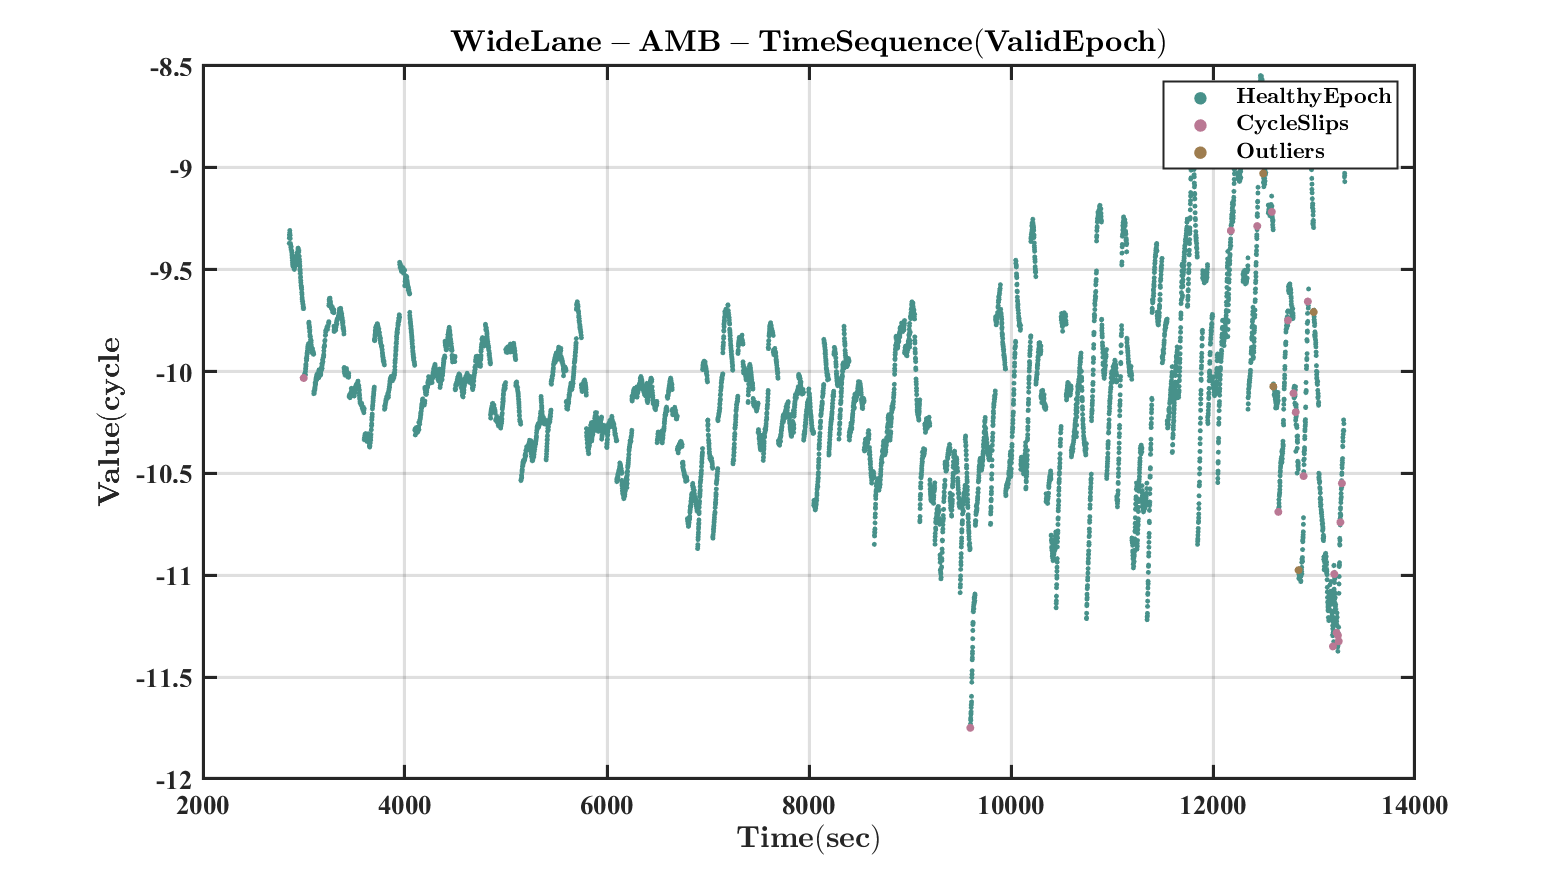 WideLane − AMB − TimeSequence(ValidEpoch)
-8.5
HealthyEpoch
CycleSlips
Outliers
-9
-9.5
-10
-10.5
-11
-11.5
-12
Value(cycle
2000 4000 6000 8000 10000 12000 14000
Time(sec)